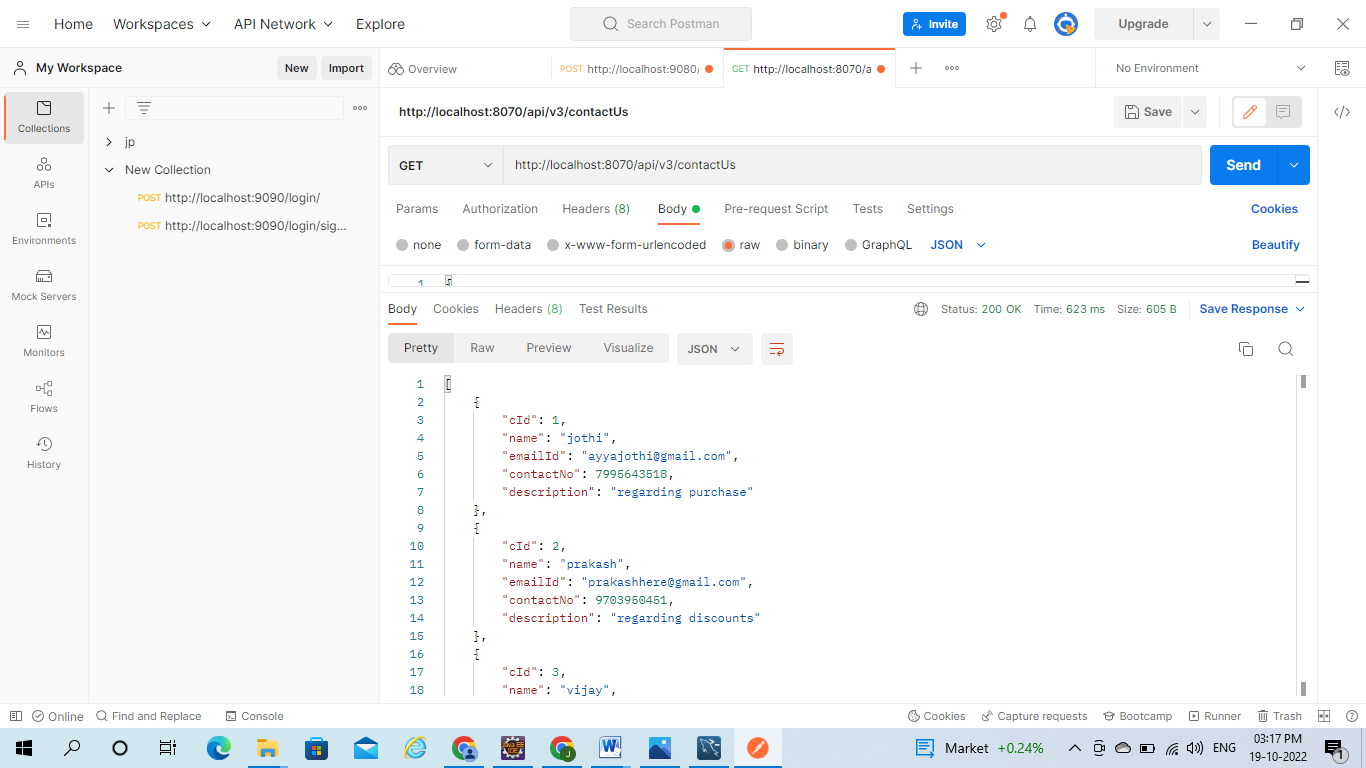 Home Workspaces API Network Explore Search Postman Invite Upgrade
My Workspace New Import Overview POST http://localhost:9080/ GET http://localhost:8070/a No Environment
http://localhost:8070/api/v3/contactUs Save
Collections
APIs
Environments
Mock Servers
Monitors
Flows
History
jp
New Collection
POST http://localhost:9090/login/
POST http://localhost:9090/login/sig...
GET http://localhost:8070/api/v3/contactUs Send
Params Authorization Headers (8) Body Pre-request Script Tests Settings Cookies
none form-data x-www-form-urlencoded raw binary GraphQL JSON Beautify
1 {
Body Cookies Headers (8) Test Results Status: 200 OK Time: 623 ms Size: 605 B Save Response
Pretty Raw Preview Visualize JSON
1 [
2 {
3 "cId": 1,
4 "name": "jothi",
5 "emailId": "ayyajothi@gmail.com",
6 "contactNo": 7995643518,
7 "description": "regarding purchase"
8 },
9 {
10 "cId": 2,
11 "name": "prakash",
12 "emailId": "prakashhere@gmail.com",
13 "contactNo": 9703950451,
14 "description": "regarding discounts"
15 },
16 {
17 "cId": 3,
18 "name": "vijay",
Online Find and Replace Console Cookies Capture requests Bootcamp Runner Trash
Market +0.24% ENG 03:17 PM
19-10-2022
1